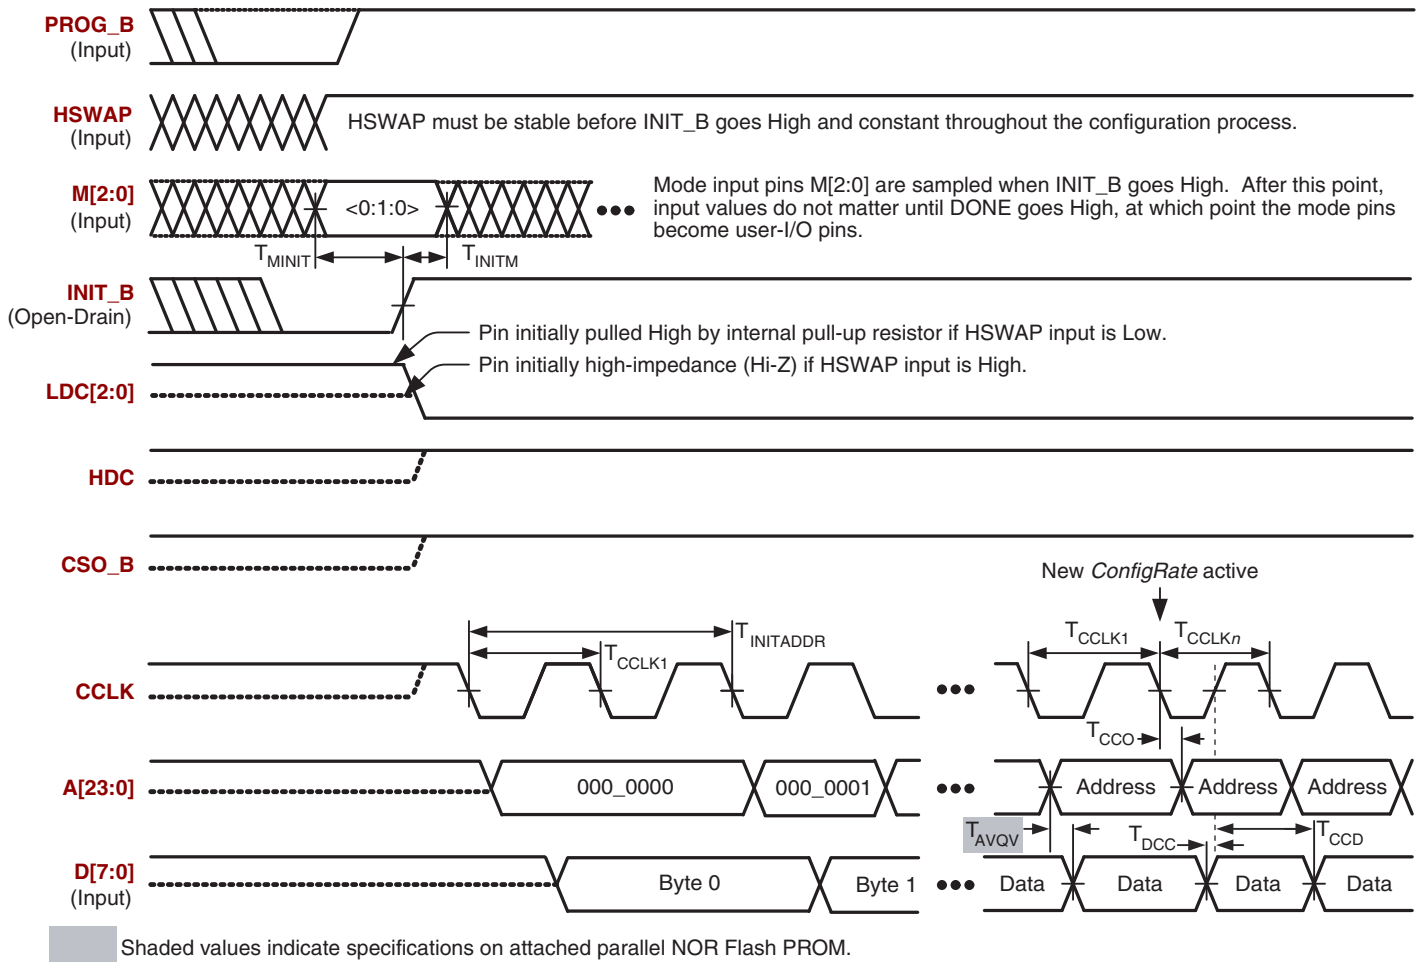 PROG_B
(Input)
HSWAP
(Input)
HSWAP must be stable before INIT_B goes High and constant throughout the configuration process.
M[2:0]
(Input)
<0:1:0>
Mode input pins M[2:0] are sampled when INIT_B goes High. After this point,
input values do not matter until DONE goes High, at which point the mode pins
become user-I/O pins.
TMINIT
TINITM
INIT_B
(Open-Drain)
Pin initially pulled High by internal pull-up resistor if HSWAP input is Low.
Pin initially high-impedance (Hi-Z) if HSWAP input is High.
LDC[2:0]
HDC
CSO_B
New ConfigRate active
TINITADDR
TCCLK1
TCCLK1
TCCLKn
CCLK
TCCO
A[23:0]
000_0000
000_0001
Address
Address
Address
TAVQV
TDCC
TCCD
D[7:0]
(Input)
Byte 0
Byte 1
Data
Data
Data
Data
Shaded values indicate specifications on attached parallel NOR Flash PROM.